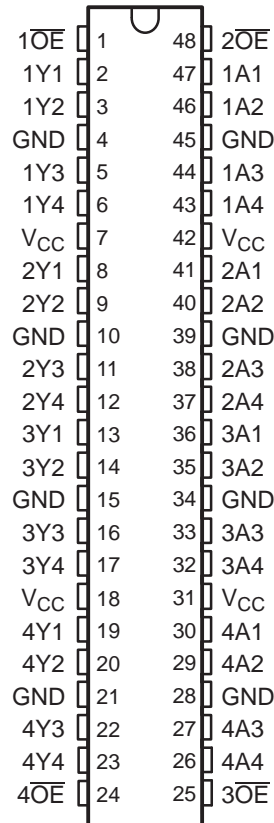 1O̅E̅ 1 48 2O̅E̅
1Y1 2 47 1A1
1Y2 3 46 1A2
GND 4 45 GND
1Y3 5 44 1A3
1Y4 6 43 1A4
VCC 7 42 VCC
2Y1 8 41 2A1
2Y2 9 40 2A2
GND 10 39 GND
2Y3 11 38 2A3
2Y4 12 37 2A4
3Y1 13 36 3A1
3Y2 14 35 3A2
GND 15 34 GND
3Y3 16 33 3A3
3Y4 17 32 3A4
VCC 18 31 VCC
4Y1 19 30 4A1
4Y2 20 29 4A2
GND 21 28 GND
4Y3 22 27 4A3
4Y4 23 26 4A4
4O̅E̅ 24 25 3O̅E̅